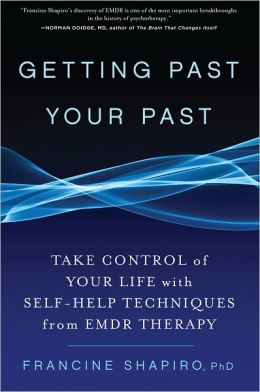 "Francine Shapiro's discovery of EMDR is one of the most important breakthroughs
in the history of psychotherapy."
—NORMAN DOIDGE, MD, author of The Brain That Changes Itself
GETTING PAST
YOUR PAST
TAKE CONTROL of
YOUR LIFE with
SELF-HELP TECHNIQUES
from EMDR THERAPY
FRANCINE SHAPIRO, PhD